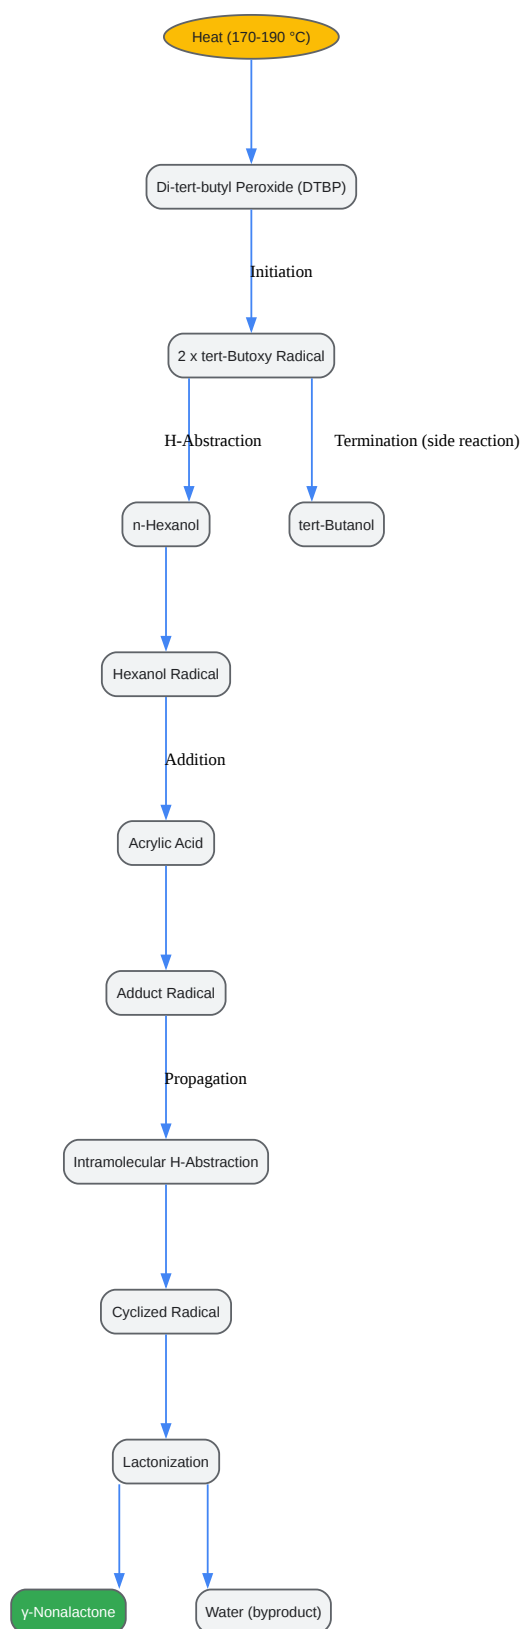 Heat (170-190 °C)
Di-tert-butyl Peroxide (DTBP)
Initiation
2 x tert-Butoxy Radical
H-Abstraction
Termination (side reaction)
n-Hexanol
tert-Butanol
Hexanol Radical
Addition
Acrylic Acid
Adduct Radical
Propagation
Intramolecular H-Abstraction
Cyclized Radical
Lactonization
γ-Nonalactone
Water (byproduct)